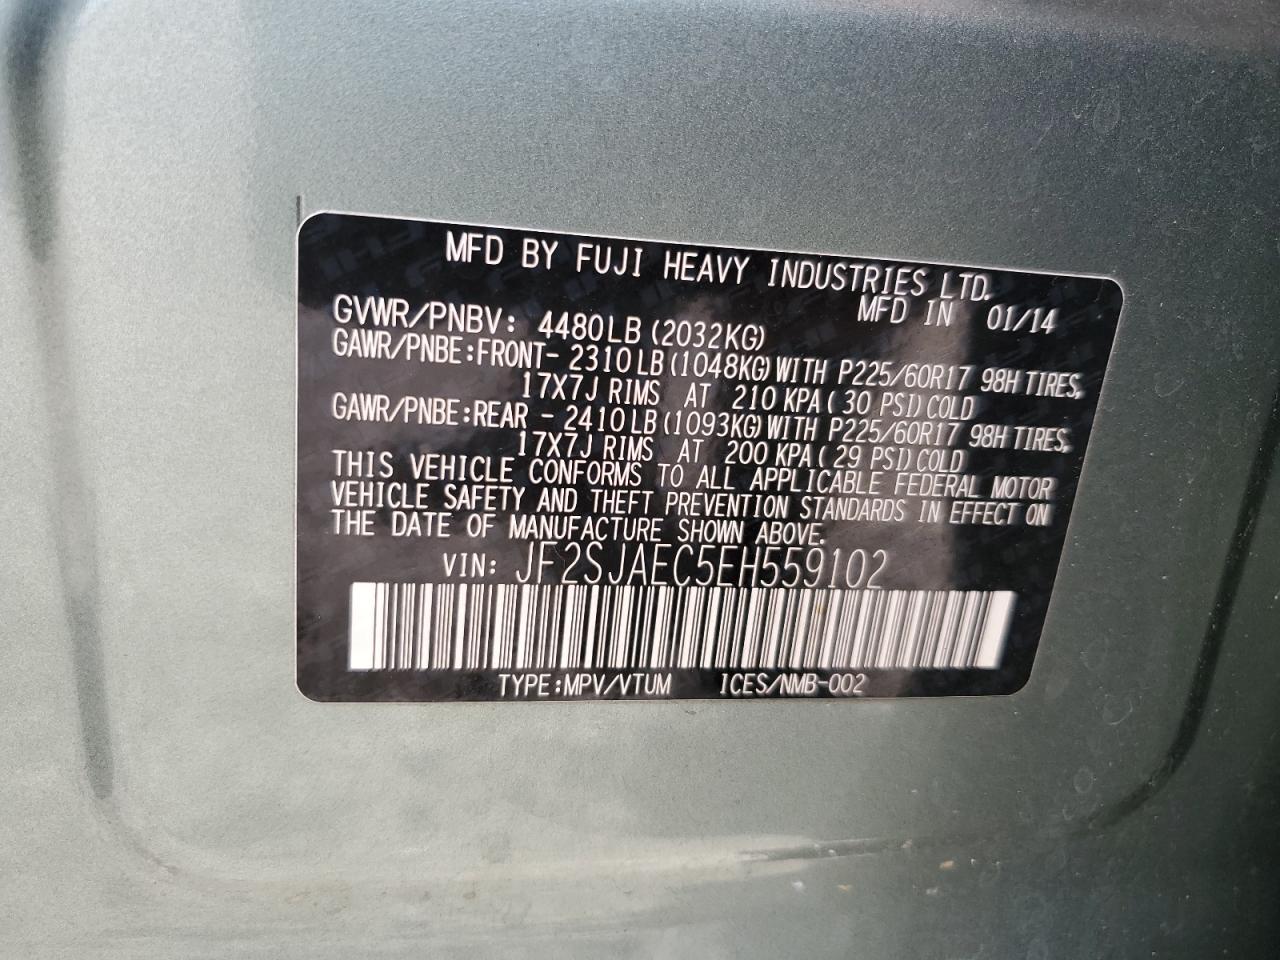 MFD BY FUJI HEAVY INDUSTRIES LTD.
MFD IN 01/14
GVWR/PNBV: 4480LB (2032KG)
GAWR/PNBE:FRONT- 2310LB (1048KG) WITH P225/60R17 98H TIRES,
17X7J RIMS AT 210 KPA( 30 PSI) COLD
GAWR/PNBE:REAR - 2410LB (1093KG) WITH P225/60R17 98H TIRES,
17X7J RIMS AT 200 KPA( 29 PSI) COLD
THIS VEHICLE CONFORMS TO ALL APPLICABLE FEDERAL MOTOR
VEHICLE SAFETY AND THEFT PREVENTION STANDARDS IN EFFECT ON
THE DATE OF MANUFACTURE SHOWN ABOVE.
VIN: JF2SJAEC5EH559102
TYPE:MPV/VTUM ICES/NMB-002